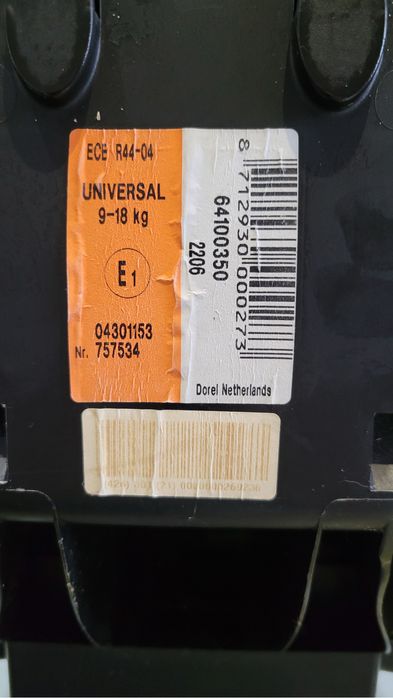 ECE R44-04
UNIVERSAL
9-18 kg
E1
04301153
Nr. 757534
64100350
2206
8 712930 000273
Dorel Netherlands